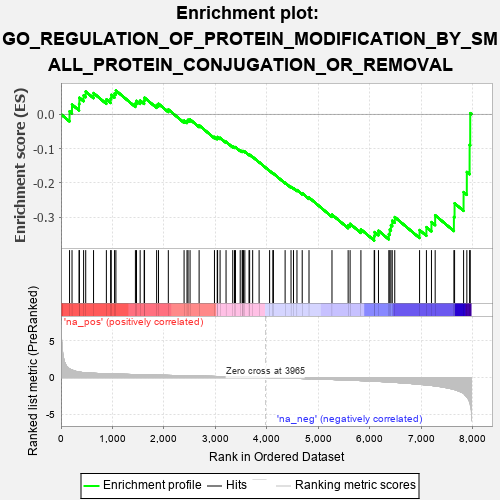 Enrichment plot:
GO_REGULATION_OF_PROTEIN_MODIFICATION_BY_SM
ALL_PROTEIN_CONJUGATION_OR_REMOVAL
Enrichment score (ES)
0.0
-0.1
-0.2
-0.3
'na_pos' (positively correlated)
Ranked list metric (PreRanked)
5
0
-5
Zero cross at 3965
'na_neg' (negatively correlated)
0
1,000
2,000
3,000
4,000
5,000
6,000
7,000
8,000
Rank in Ordered Dataset
Enrichment profile
Hits
Ranking metric scores